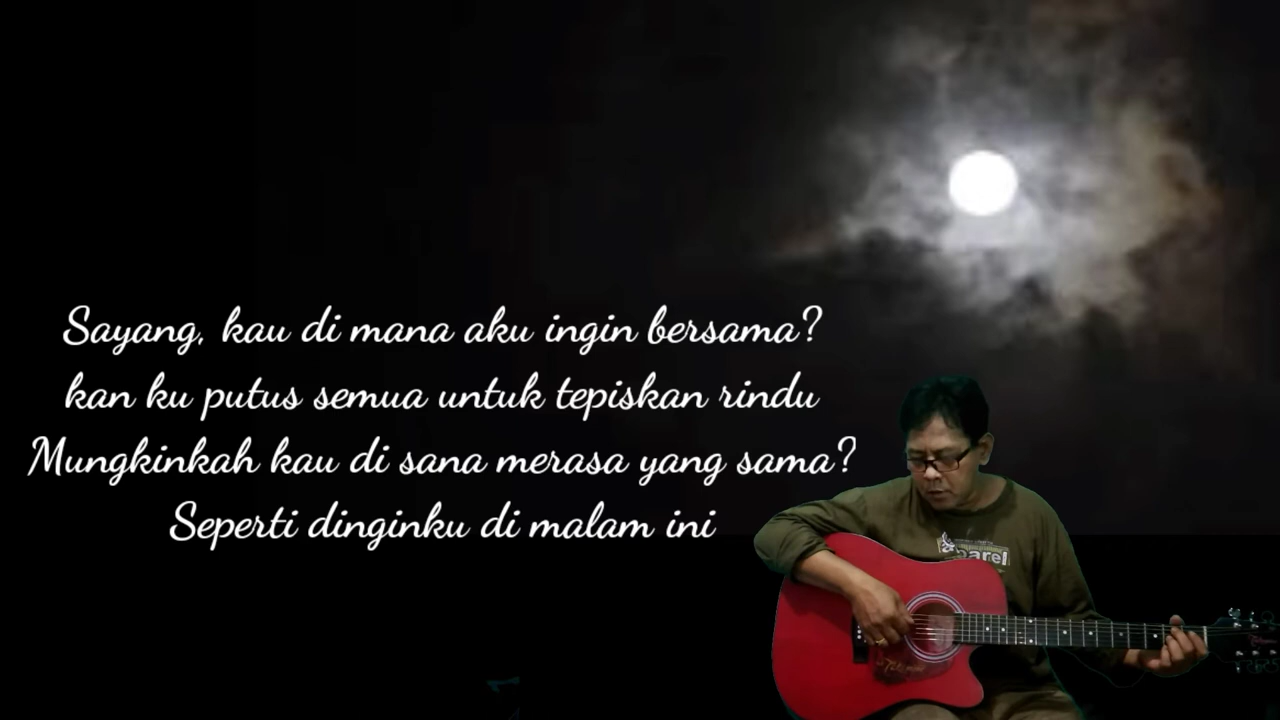 Sayang, kau di mana aku ingin bersama?
kan ku putus semua untuk tepiskan rindu
Mungkinkah kau di sana merasa yang sama?
Seperti dinginku di malam ini